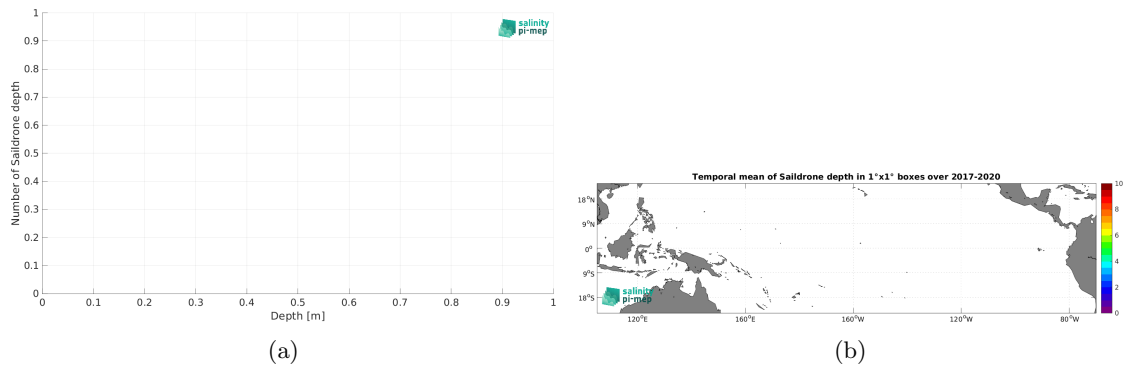 1
0.9
0.8
0.7
0.6
0.5
0.4
0.3
0.2
0.1
0
Number of Saildrone depth
0 0.1 0.2 0.3 0.4 0.5 0.6 0.7 0.8 0.9 1
Depth [m]
salinity
pi-mep
(a)
Temporal mean of Saildrone depth in 1°x1° boxes over 2017-2020
18°N
9°N
0°
9°S
18°S
120°E 160°E 160°W 120°W 80°W
salinity
pi-mep
10
8
6
4
2
0
(b)